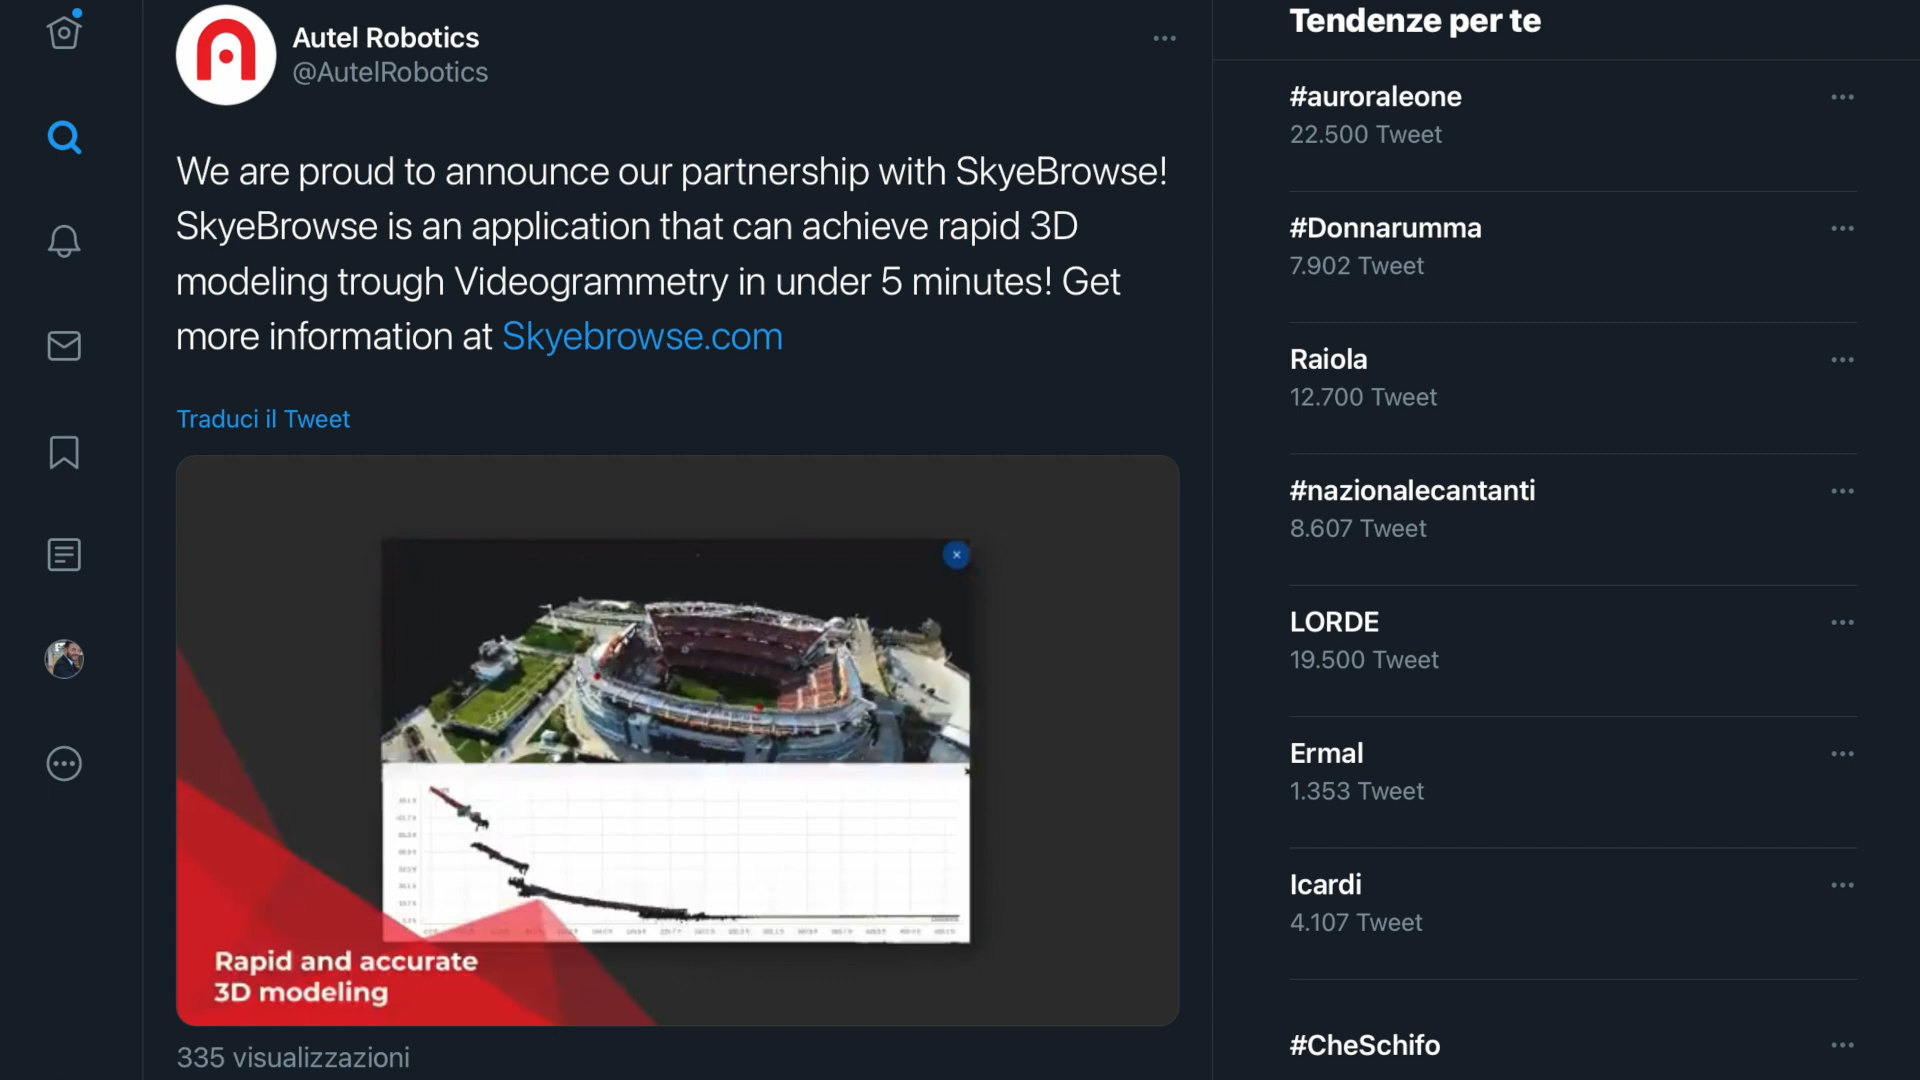 Autel Robotics
@AutelRobotics
We are proud to announce our partnership with SkyeBrowse!
SkyeBrowse is an application that can achieve rapid 3D
modeling trough Videogrammetry in under 5 minutes! Get
more information at Skyebrowse.com
Traduci il Tweet
Rapid and accurate
3D modeling
335 visualizzazioni
Tendenze per te
#auroraleone
22.500 Tweet
#Donnarumma
7.902 Tweet
Raiola
12.700 Tweet
#nazionalecantanti
8.607 Tweet
LORDE
19.500 Tweet
Ermal
1.353 Tweet
Icardi
4.107 Tweet
#CheSchifo